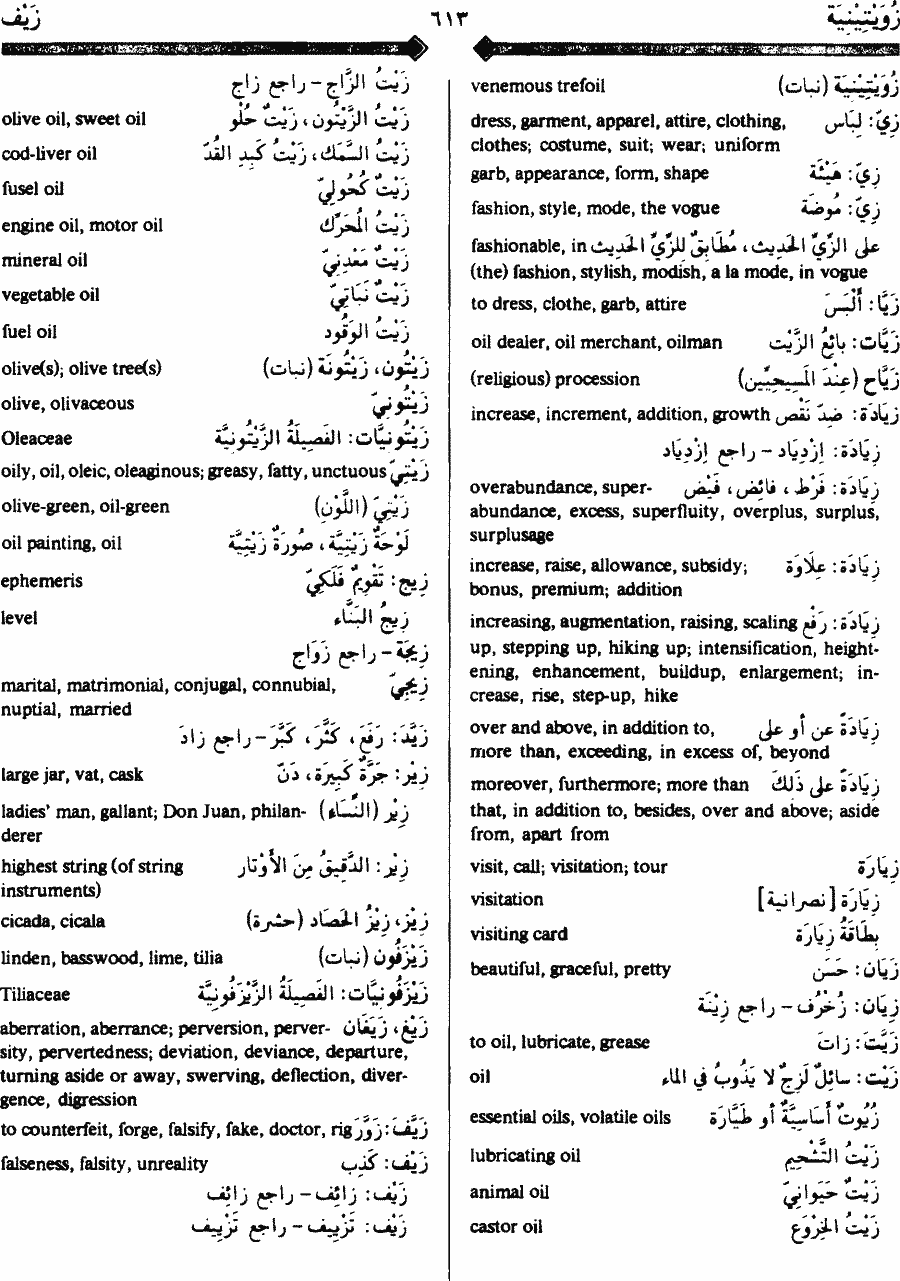 زُوَيْتِينِيَّة ٦١٣ زَيْف
زُوَيْتِينِيَّة (نبات) venemous trefoil
زِيّ: لِبَاس dress, garment, apparel, attire, clothing,
clothes; costume, suit; wear; uniform
زِيّ: هَيْئَة garb, appearance, form, shape
زِيّ: مُوضَة fashion, style, mode, the vogue
على الزِّيِّ الحَدِيث، مُطَابِقٌ لِلزِّيِّ الحَدِيث fashionable, in
(the) fashion, stylish, modish, a la mode, in vogue
زَيَّا: أَلْبَسَ to dress, clothe, garb, attire
زَيَّات: بائِعُ الزَّيْت oil dealer, oil merchant, oilman
زَيَّاح (عِنْدَ المَسِيحِيِّين) (religious) procession
زِيَادَة: ضِدّ نَقْص increase, increment, addition, growth
زِيَادَة: اِزْدِيَاد - راجع اِزْدِيَاد
زِيَادَة: فَرْط، فائِض، فَيْض overabundance, super-
abundance, excess, superfluity, overplus, surplus,
surplusage
زِيَادَة: عِلَاوَة increase, raise, allowance, subsidy;
bonus, premium; addition
زِيَادَة: رَفْع increasing, augmentation, raising, scaling
up, stepping up, hiking up; intensification, height-
ening, enhancement, buildup, enlargement; in-
crease, rise, step-up, hike
زِيَادَةً عن أو على over and above, in addition to,
more than, exceeding, in excess of, beyond
زِيَادَةً على ذَلِكَ moreover, furthermore; more than
that, in addition to, besides, over and above; aside
from, apart from
زِيَارَة visit, call; visitation; tour
زِيَارَة [نصرانية] visitation
بِطَاقَةُ زِيَارَة visiting card
زَيَان: حَسَن beautiful, graceful, pretty
زِيَان: زُخْرُف - راجع زِينَة
زَيَّتَ: زاتَ to oil, lubricate, grease
زَيْت: سائِلٌ لَزِجٌ لا يَذُوبُ في الماء oil
زُيُوتٌ أَسَاسِيَّةٌ أو طَيَّارَة essential oils, volatile oils
زَيْتُ التَّشْحِيم lubricating oil
زَيْتٌ حَيَوانِيّ animal oil
زَيْتُ الخِرْوَع castor oil
زَيْتُ الزَّاج - راجع زاج
زَيْتُ الزَّيْتُون، زَيْتٌ حُلْو olive oil, sweet oil
زَيْتُ السَّمَك، زَيْتُ كَبِدِ القُدّ cod-liver oil
زَيْتٌ كُحُولِيّ fusel oil
زَيْتُ المُحَرِّك engine oil, motor oil
زَيْتٌ مَعْدِنِيّ mineral oil
زَيْتٌ نَبَاتِيّ vegetable oil
زَيْتُ الوَقُود fuel oil
زَيْتُون، زَيْتُونَة (نبات) olive(s); olive tree(s)
زَيْتُونِيّ olive, olivaceous
زَيْتُونِيَّات: الفَصِيلَةُ الزَّيْتُونِيَّة Oleaceae
زَيْتِيّ oily, oil, oleic, oleaginous; greasy, fatty, unctuous
زَيْتِيّ (اللَّوْن) olive-green, oil-green
لَوْحَةٌ زَيْتِيَّة، صُورَةٌ زَيْتِيَّة oil painting, oil
زِيج: تَقْوِيمٌ فَلَكِيّ ephemeris
زِيجُ البَنَّاء level
زِيجَة - راجع زَوَاج
زِيجِيّ marital, matrimonial, conjugal, connubial,
nuptial, married
زَيَّدَ: رَفَعَ، كَثَّرَ، كَبَّرَ - راجع زادَ
زِير: جَرَّةٌ كَبِيرَة، دَنّ large jar, vat, cask
زِير (النِّسَاء) ladies' man, gallant; Don Juan, philan-
derer
زِير: الدَّقِيقُ مِنَ الأَوْتَار highest string (of string
instruments)
زِيز، زِيزُ الحَصَاد (حشرة) cicada, cicala
زَيْزَفُون (نبات) linden, basswood, lime, tilia
زَيْزَفُونِيَّات: الفَصِيلَةُ الزَّيْزَفُونِيَّة Tiliaceae
زَيْغ، زَيَغَان aberration, aberrance; perversion, perver-
sity, pervertedness; deviation, deviance, departure,
turning aside or away, swerving, deflection, diver-
gence, digression
زَيَّفَ: زَوَّرَ to counterfeit, forge, falsify, fake, doctor, rig
زَيْف: كَذِب falseness, falsity, unreality
زَيْف: زائِف - راجع زائِف
زَيْف: تَزْيِيف - راجع تَزْيِيف